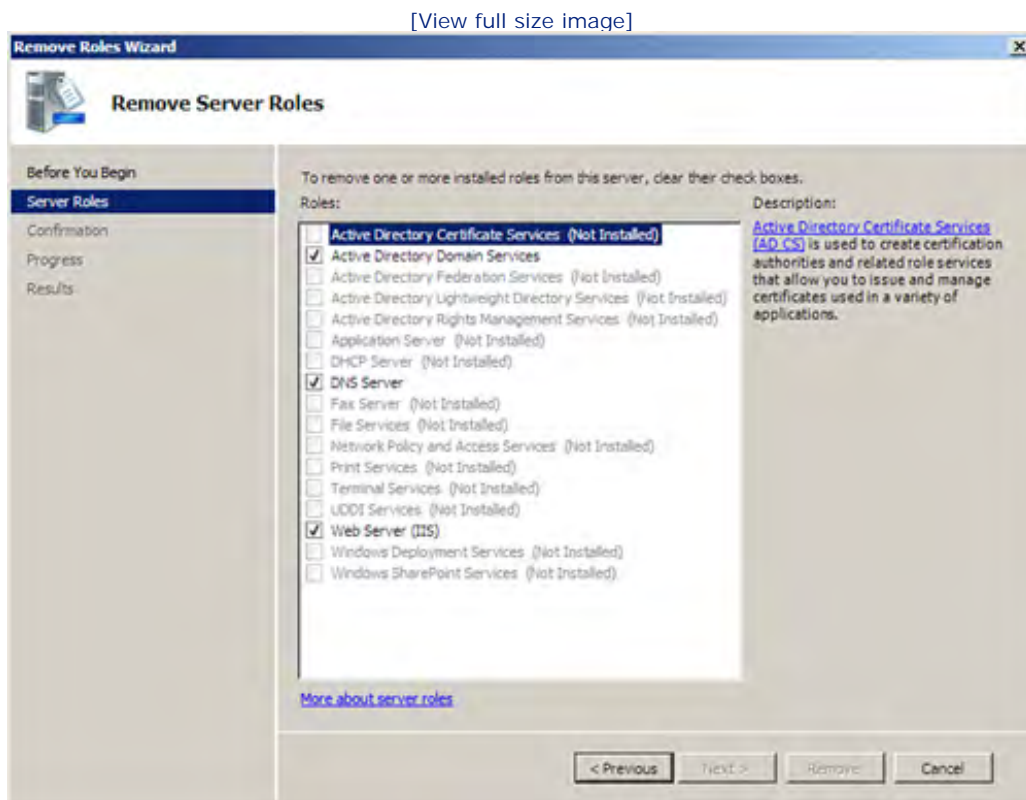 [View full size image]
Remove Roles Wizard
Remove Server Roles
Before You Begin
Server Roles
Confirmation
Progress
Results
To remove one or more installed roles from this server, clear their check boxes.
Roles:
Active Directory Certificate Services (Not Installed)
Active Directory Domain Services
Active Directory Federation Services (Not Installed)
Active Directory Lightweight Directory Services (Not Installed)
Active Directory Rights Management Services (Not Installed)
Application Server (Not Installed)
DHCP Server (Not Installed)
DNS Server
Fax Server (Not Installed)
File Services (Not Installed)
Network Policy and Access Services (Not Installed)
Print Services (Not Installed)
Terminal Services (Not Installed)
UDDI Services (Not Installed)
Web Server (IIS)
Windows Deployment Services (Not Installed)
Windows SharePoint Services (Not Installed)
Description:
Active Directory Certificate Services
(AD CS) is used to create certification
authorities and related role services
that allow you to issue and manage
certificates used in a variety of
applications.
More about server roles
< Previous
Next >
Remove
Cancel